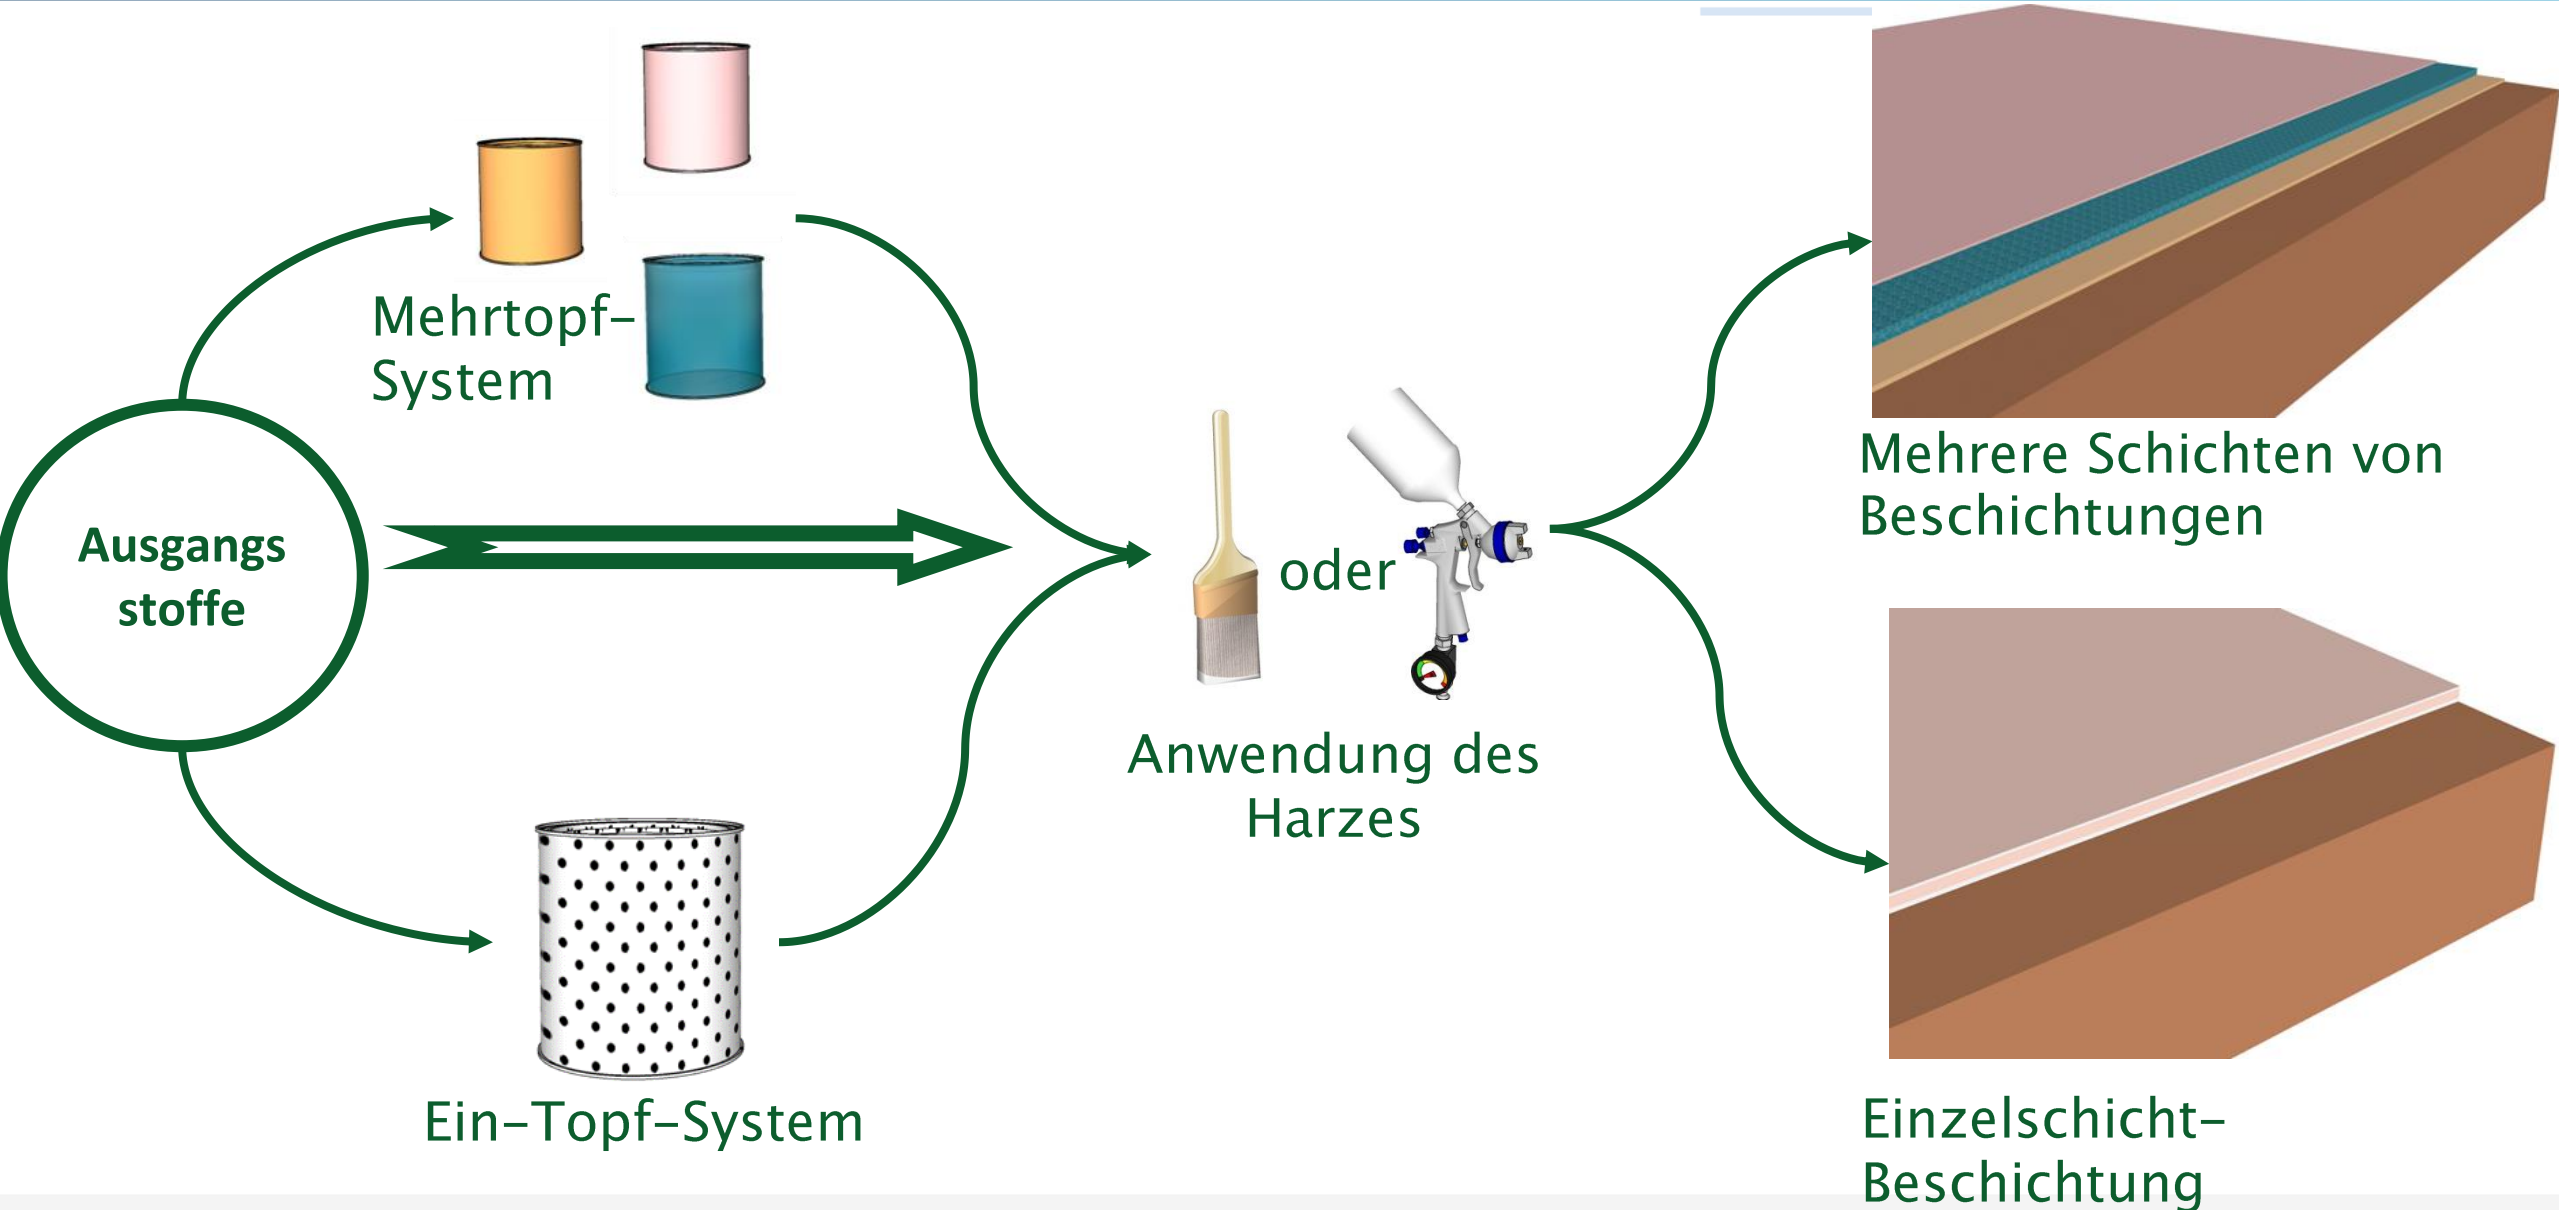 Mehrtopf-
System
Ausgangs
stoffe
Ein-Topf-System
oder
Anwendung des
Harzes
Mehrere Schichten von
Beschichtungen
Einzelschicht-
Beschichtung